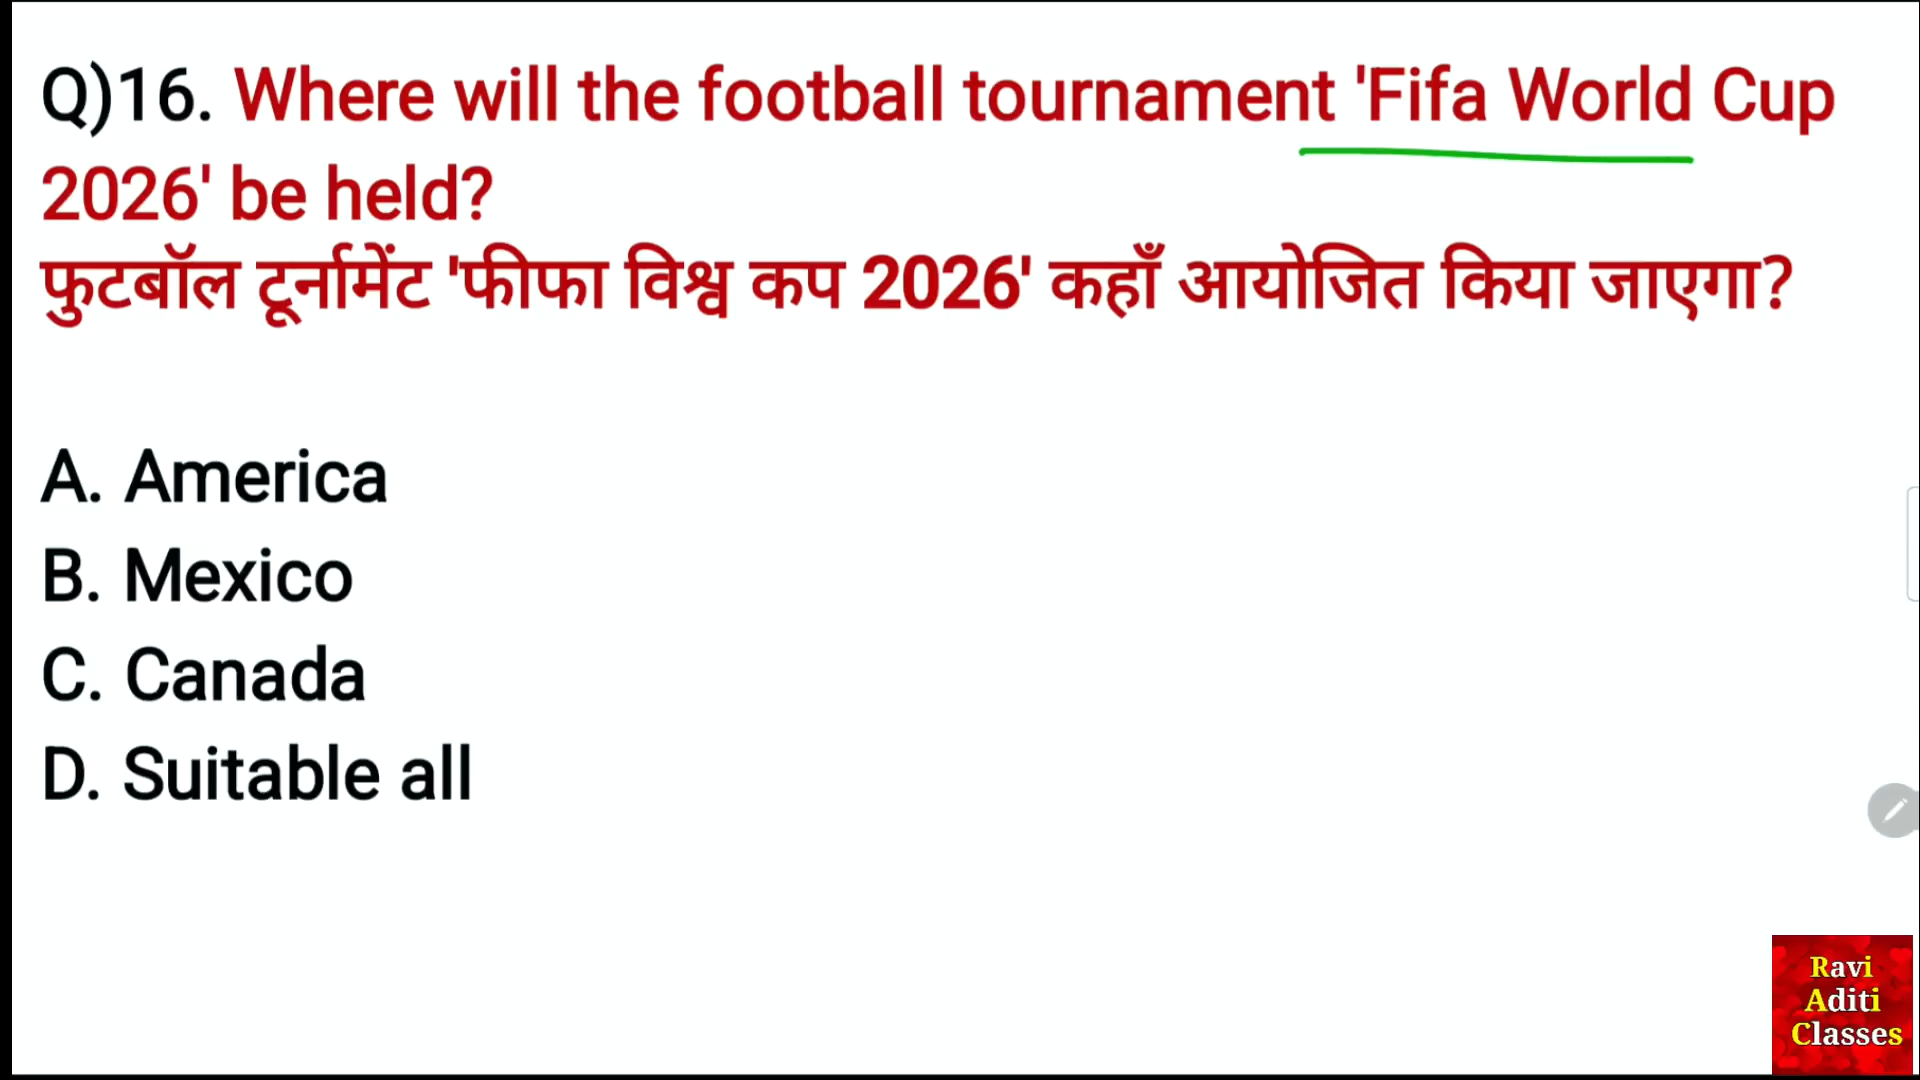 Q)16. Where will the football tournament 'Fifa World Cup
2026' be held?
फुटबॉल टूर्नामेंट 'फीफा विश्व कप 2026' कहाँ आयोजित किया जाएगा?
A. America
B. Mexico
C. Canada
D. Suitable all
Ravi
Aditi
Classes